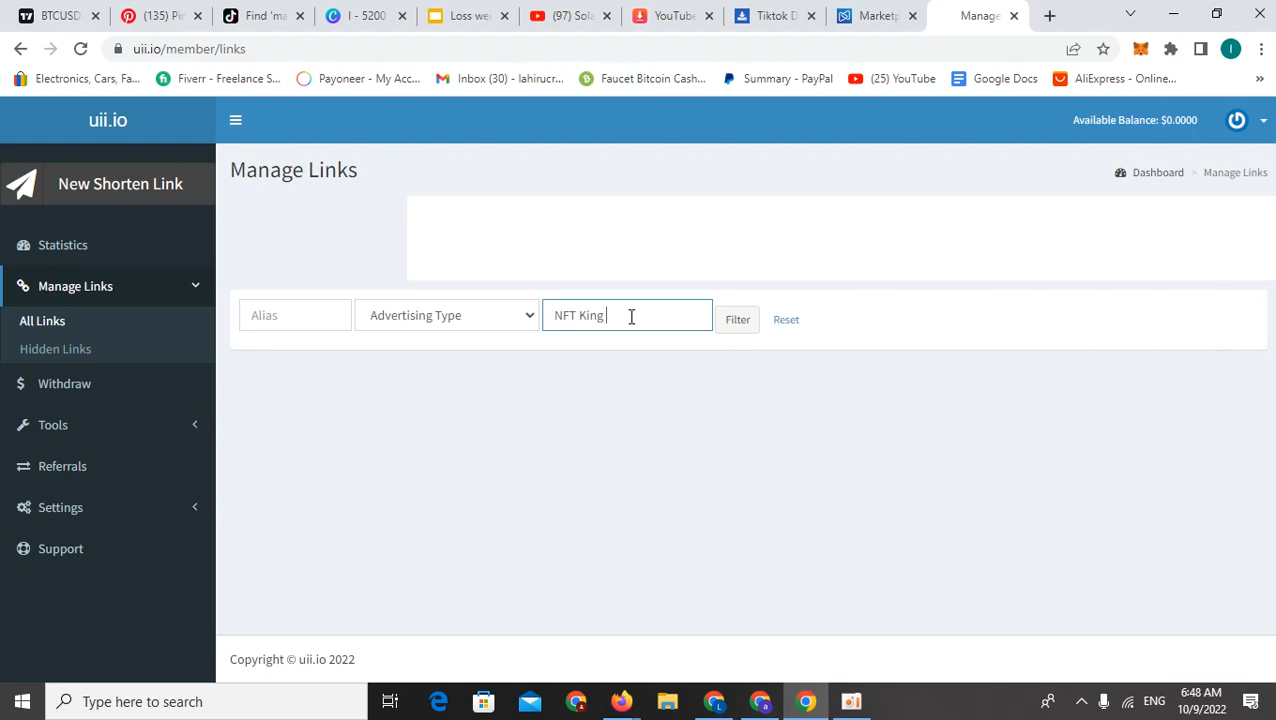 BTCUSD
(135) Pi
Find 'ma
I - 5200
Loss wei
(97) Sola
YouTube
Tiktok D
Marketp
Manage
uii.io/member/links
I
Electronics, Cars, Fa...
Fiverr - Freelance S...
Payoneer - My Acc...
Inbox (30) - lahirucr...
Faucet Bitcoin Cash...
Summary - PayPal
(25) YouTube
Google Docs
AliExpress - Online...
»
uii.io
Available Balance: $0.0000
New Shorten Link
Manage Links
Dashboard > Manage Links
Statistics
Manage Links
All Links
Hidden Links
Withdraw
Tools
Referrals
Settings
Support
Alias
Advertising Type
NFT King
Filter
Reset
Copyright © uii.io 2022
Type here to search
ENG
6:48 AM
10/9/2022